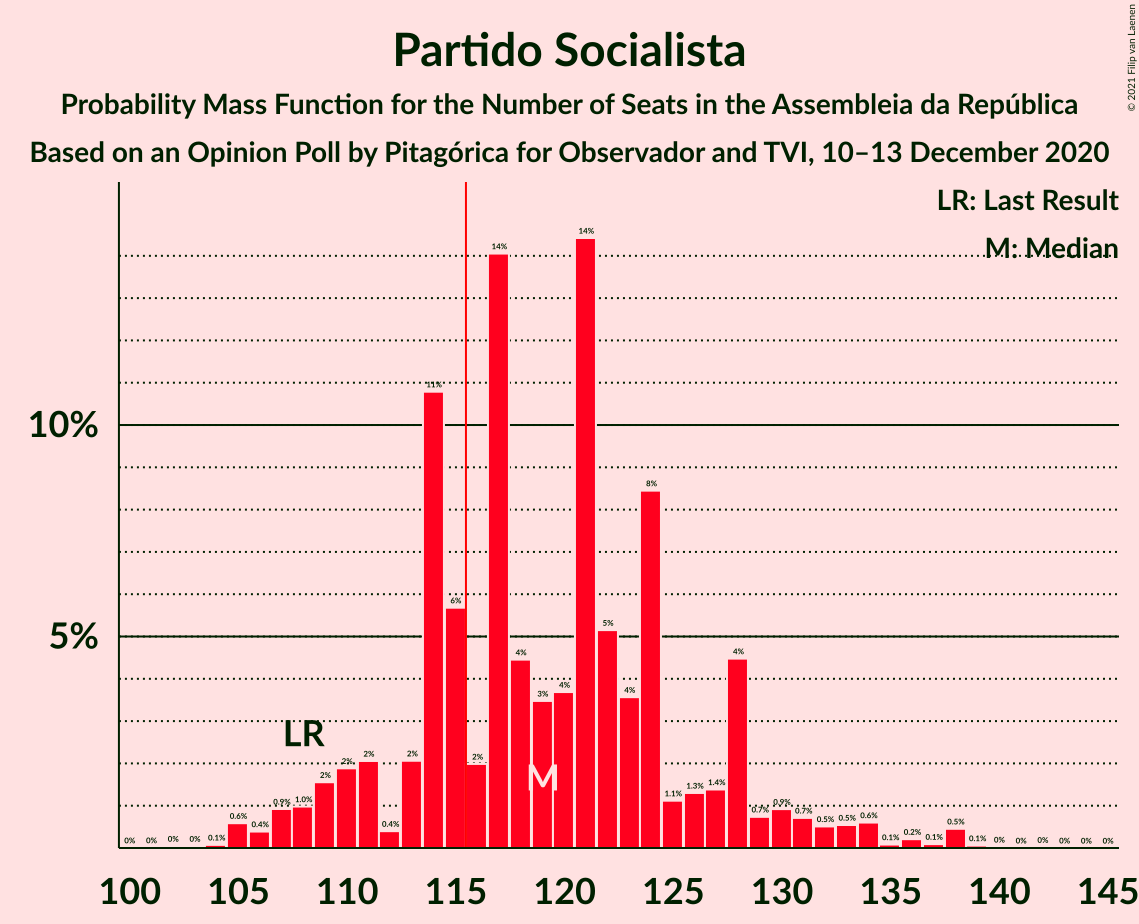 Partido Socialista
Probability Mass Function for the Number of Seats in the Assembleia da República
Based on an Opinion Poll by Pitagórica for Observador and TVI, 10–13 December 2020
© 2021 Filip van Laenen
LR: Last Result
M: Median
10%
5%
0% 0% 0% 0% 0.1% 0.6% 0.4% 0.9% 1.0% 2% 2% 2% 0.4% 2% 11% 6% 2% 14% 4% 3% 4% 14% 5% 4% 8% 1.1% 1.3% 1.4% 4% 0.7% 0.9% 0.7% 0.5% 0.5% 0.6% 0.1% 0.2% 0.1% 0.5% 0.1% 0% 0% 0% 0% 0% 0%
LR
M
100 105 110 115 120 125 130 135 140 145